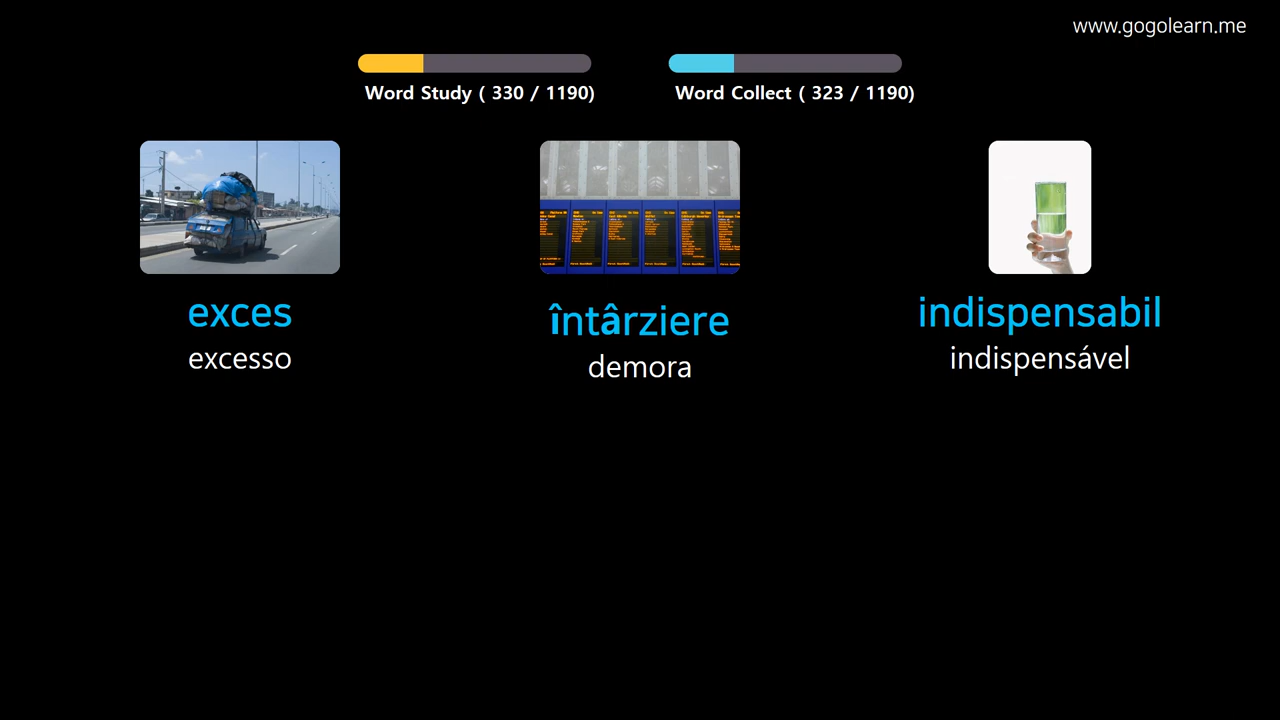 www.gogolearn.me
Word Study ( 330 / 1190)
Word Collect ( 323 / 1190)
exces
excesso
întârziere
demora
indispensabil
indispensável